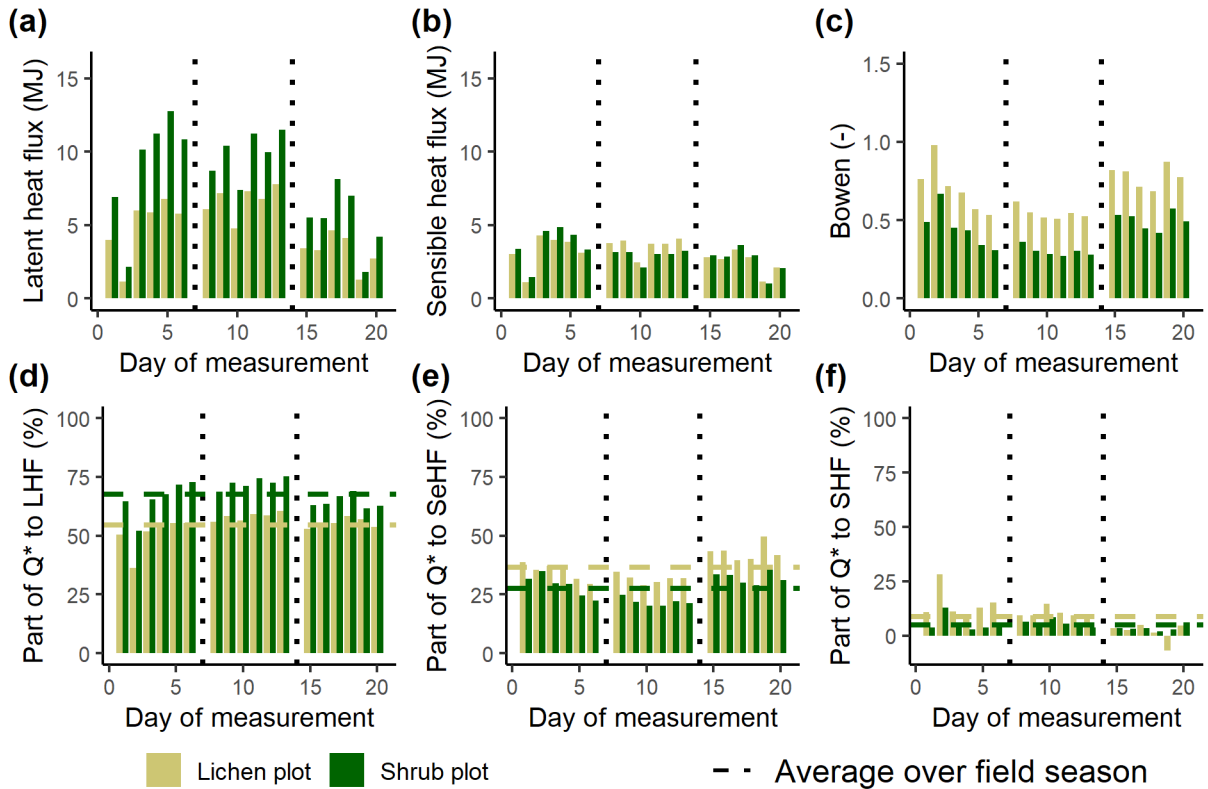 (a)
Latent heat flux (MJ)
15
10
5
0
0 5 10 15 20
Day of measurement
(b)
Sensible heat flux (MJ)
15
10
5
0
0 5 10 15 20
Day of measurement
(c)
Bowen (-)
1.5
1.0
0.5
0.0
0 5 10 15 20
Day of measurement
(d)
Part of Q* to LHF (%)
100
75
50
25
0
0 5 10 15 20
Day of measurement
(e)
Part of Q* to SeHF (%)
100
75
50
25
0
0 5 10 15 20
Day of measurement
(f)
Part of Q* to SHF (%)
100
75
50
25
0
0 5 10 15 20
Day of measurement
Lichen plot
Shrub plot
Average over field season